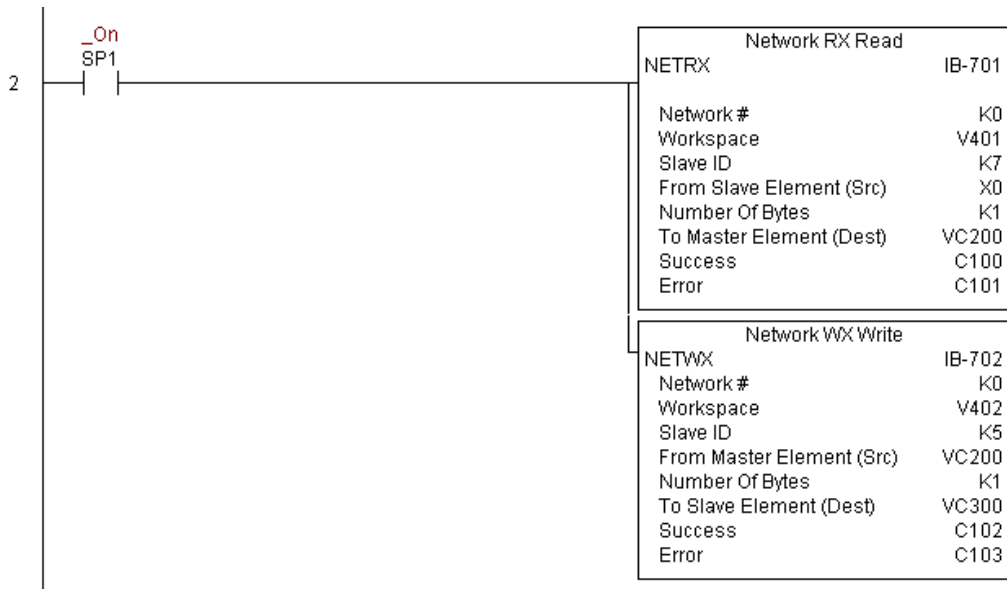 _On
SP1
2
Network RX Read
NETRX IB-701
Network # K0
Workspace V401
Slave ID K7
From Slave Element (Src) X0
Number Of Bytes K1
To Master Element (Dest) VC200
Success C100
Error C101
Network WX Write
NETWX IB-702
Network # K0
Workspace V402
Slave ID K5
From Master Element (Src) VC200
Number Of Bytes K1
To Slave Element (Dest) VC300
Success C102
Error C103